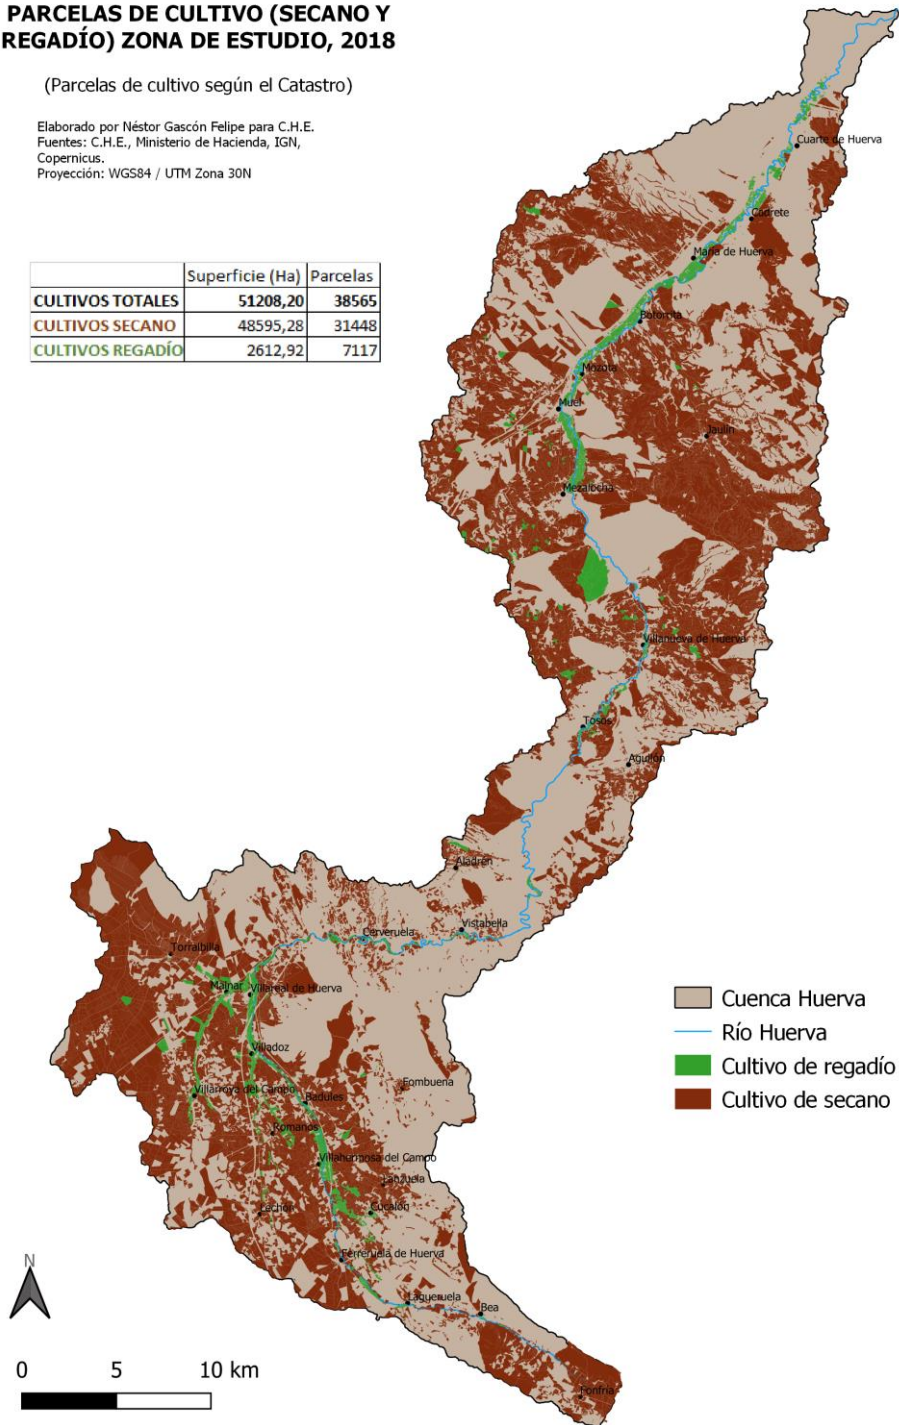 PARCELAS DE CULTIVO (SECANO Y
REGADÍO) ZONA DE ESTUDIO, 2018
(Parcelas de cultivo según el Catastro)
Elaborado por Néstor Gascón Felipe para C.H.E.
Fuentes: C.H.E., Ministerio de Hacienda, IGN,
Copernicus.
Proyección: WGS84 / UTM Zona 30N
Superficie (Ha) Parcelas
CULTIVOS TOTALES 51208,20 38565
CULTIVOS SECANO 48595,28 31448
CULTIVOS REGADÍO 2612,92 7117
Cuarte de Huerva
Cadrete
María de Huerva
Botorrita
Mozota
Muel
Jaulín
Mezalocha
Villanueva de Huerva
Tosos
Aguilón
Aladrén
Vistabella
Cerveruela
Torralbilla
Mainar
Villareal de Huerva
Villadoz
Fombuena
Villarroya del Campo
Badules
Romanos
Villahermosa del Campo
Lanzuela
Cucalón
Lechón
Ferreruela de Huerva
Lagueruela
Bea
Fonfría
Cuenca Huerva
Río Huerva
Cultivo de regadío
Cultivo de secano
N
0 5 10 km